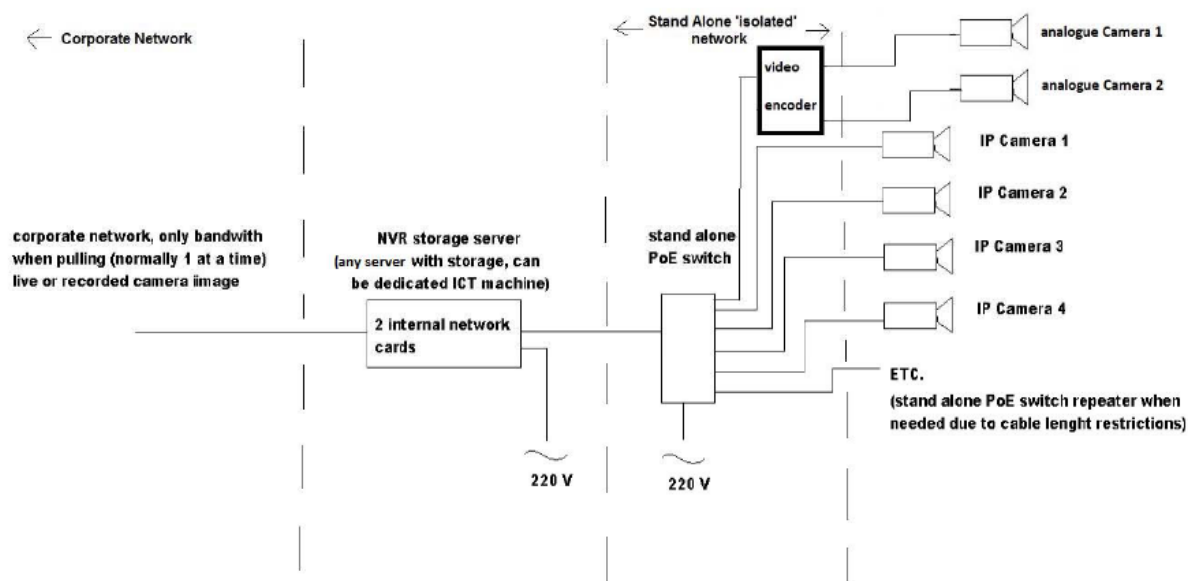 Corporate Network
Stand Alone 'isolated'
network
analogue Camera 1
video
encoder
analogue Camera 2
IP Camera 1
IP Camera 2
IP Camera 3
IP Camera 4
corporate network, only bandwith
when pulling (normally 1 at a time)
live or recorded camera iimage
NVR storage server
(any server with storage, can
be dedicated ICT machine)
stand alone
PoE switch
2 internal network
cards
ETC.
(stand alone PoE switch repeater when
needed due to cable lenght restrictions)
220 V
220 V